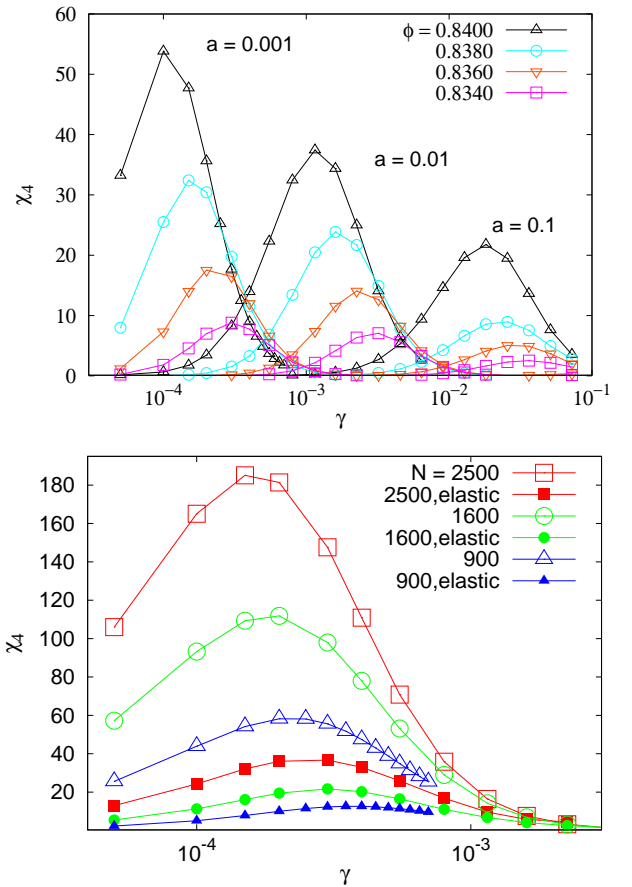 60
50
40
30
20
10
0
χ4
a = 0.001
a = 0.01
a = 0.1
ϕ = 0.8400
0.8380
0.8360
0.8340
10-4
10-3
10-2
10-1
γ
180
160
140
120
100
80
60
40
20
χ4
N = 2500
2500,elastic
1600
1600,elastic
900
900,elastic
10-4
10-3
γ